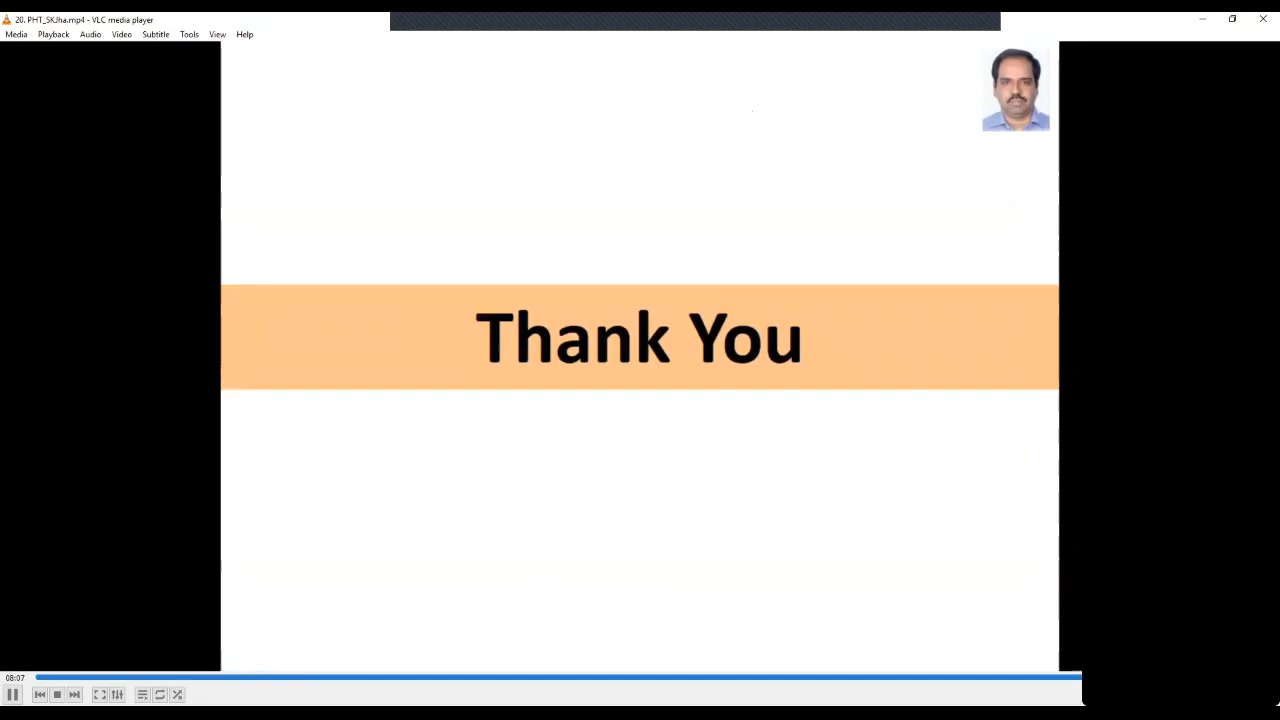 20. PHT_SKJha.mp4 - VLC media player
Media Playback Audio Video Subtitle Tools View Help
Thank You
08:07